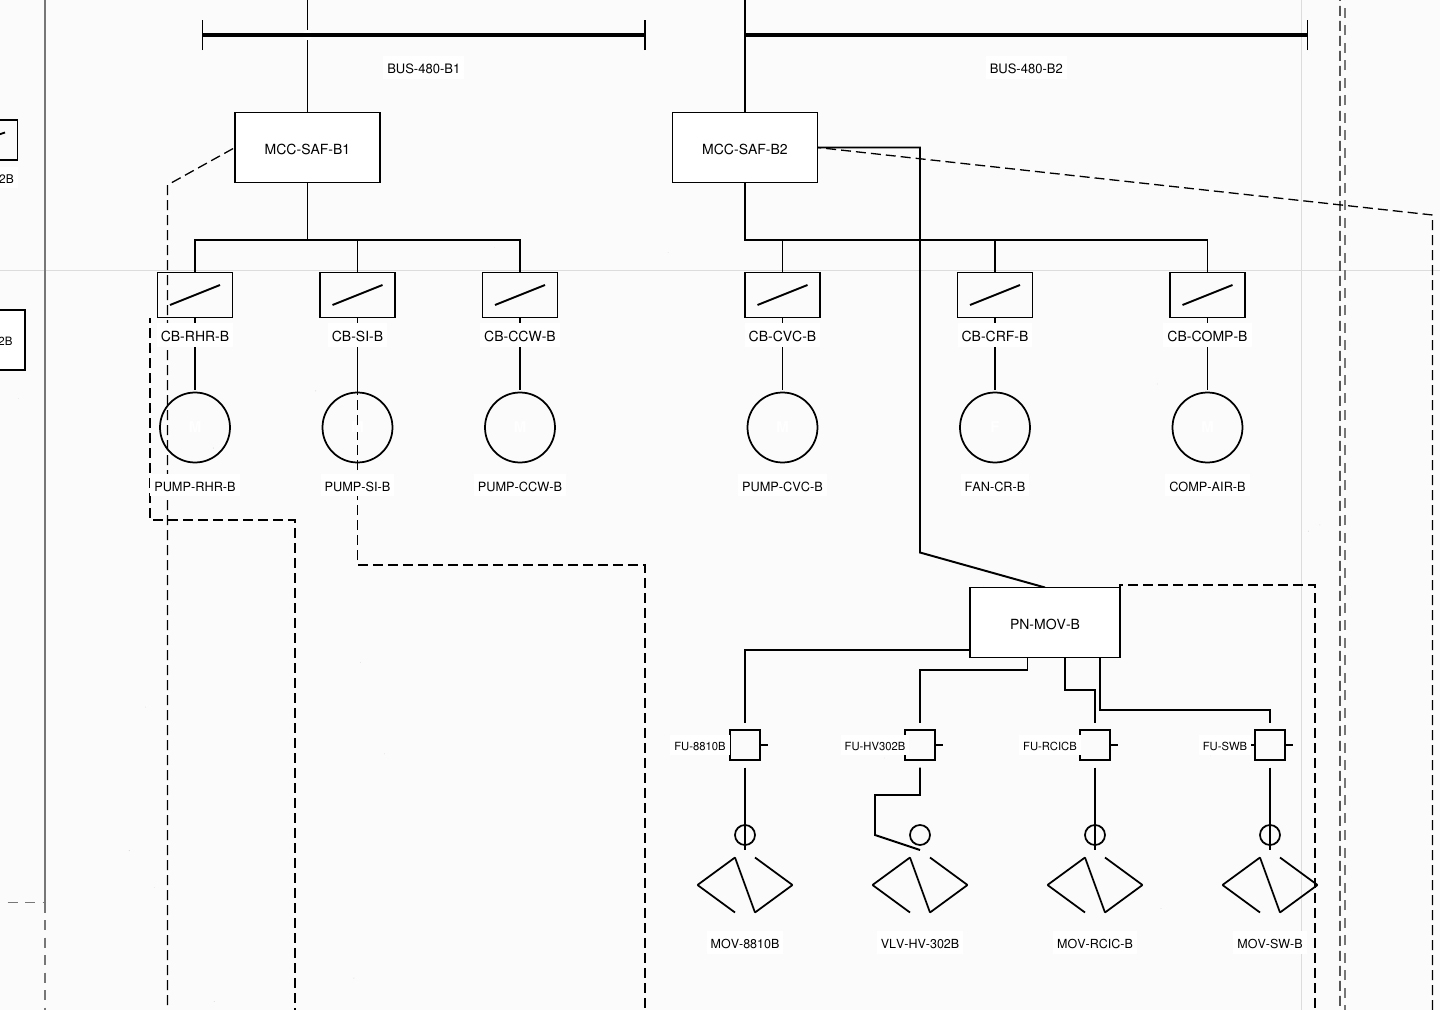 BUS-480-B1
BUS-480-B2
MCC-SAF-B1
MCC-SAF-B2
2B
CB-RHR-B
CB-SI-B
CB-CCW-B
CB-CVC-B
CB-CRF-B
CB-COMP-B
2B
PUMP-RHR-B
PUMP-SI-B
PUMP-CCW-B
PUMP-CVC-B
FAN-CR-B
COMP-AIR-B
PN-MOV-B
FU-8810B
FU-HV302B
FU-RCICB
FU-SWB
MOV-8810B
VLV-HV-302B
MOV-RCIC-B
MOV-SW-B